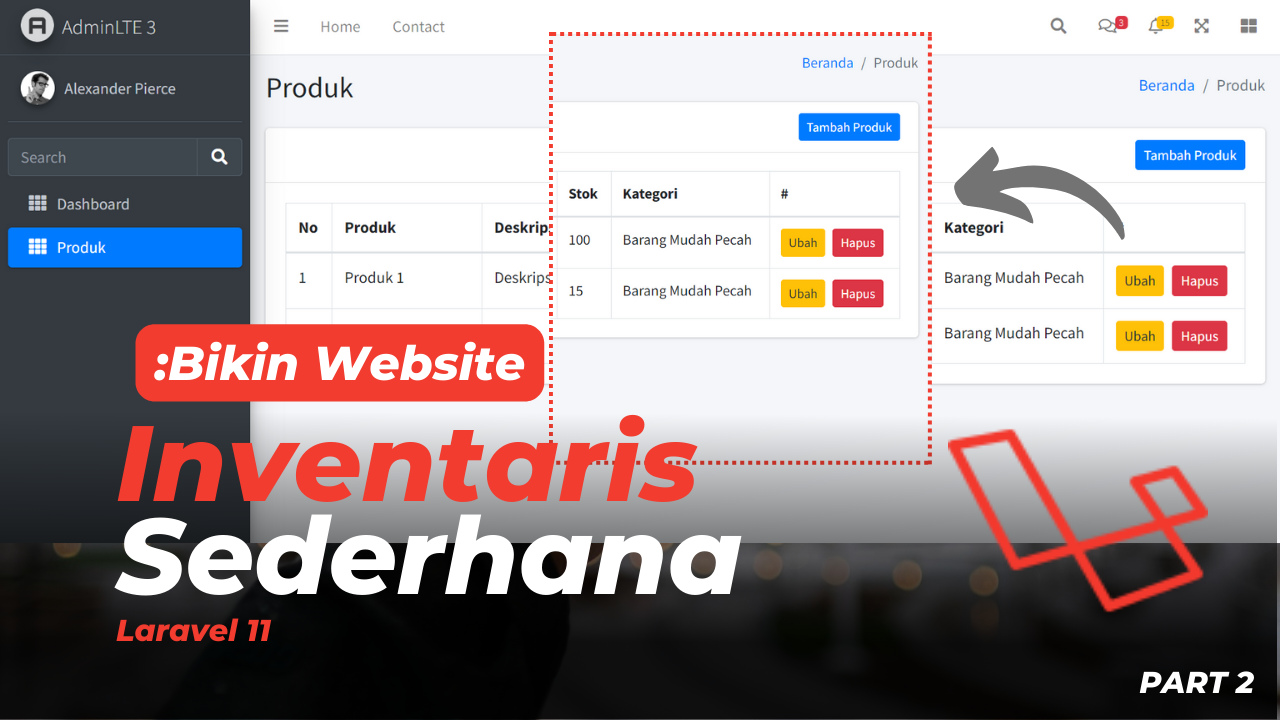 AdminLTE 3
Home
Contact
3
15
Alexander Pierce
Search
Dashboard
Produk
Produk
Beranda / Produk
Tambah Produk
No Produk Deskrip
1 Produk 1 Deskrips
Beranda / Produk
Tambah Produk
Stok Kategori #
100 Barang Mudah Pecah Ubah Hapus
15 Barang Mudah Pecah Ubah Hapus
Kategori
Barang Mudah Pecah Ubah Hapus
Barang Mudah Pecah Ubah Hapus
:Bikin Website
Inventaris
Sederhana
Laravel 11
PART 2